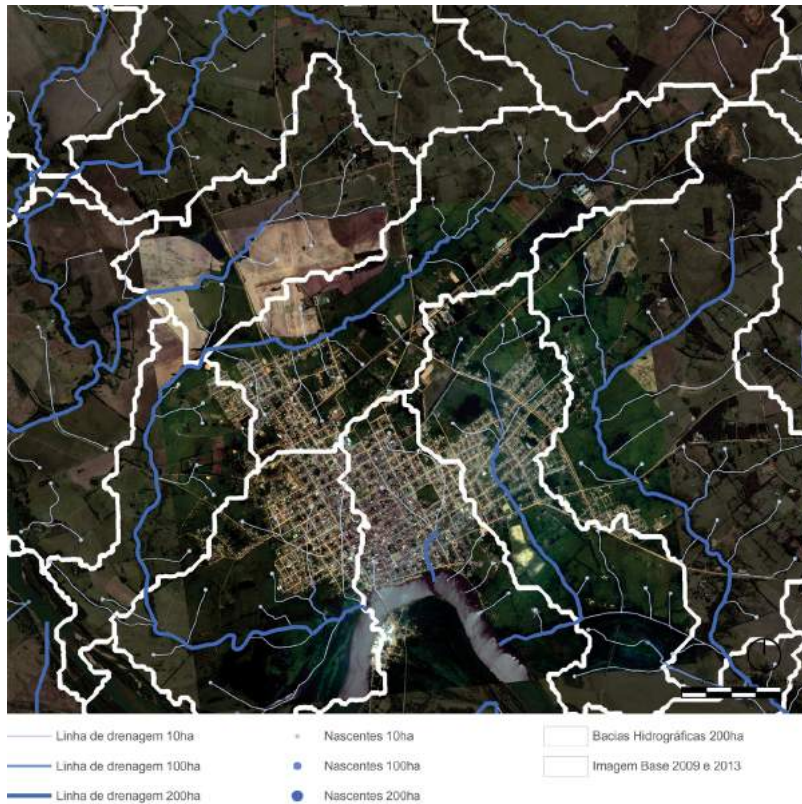 Linha de drenagem 10ha
Nascentes 10ha
Bacias Hidrográficas 200ha
Linha de drenagem 100ha
Nascentes 100ha
Imagem Base 2009 e 2013
Linha de drenagem 200ha
Nascentes 200ha